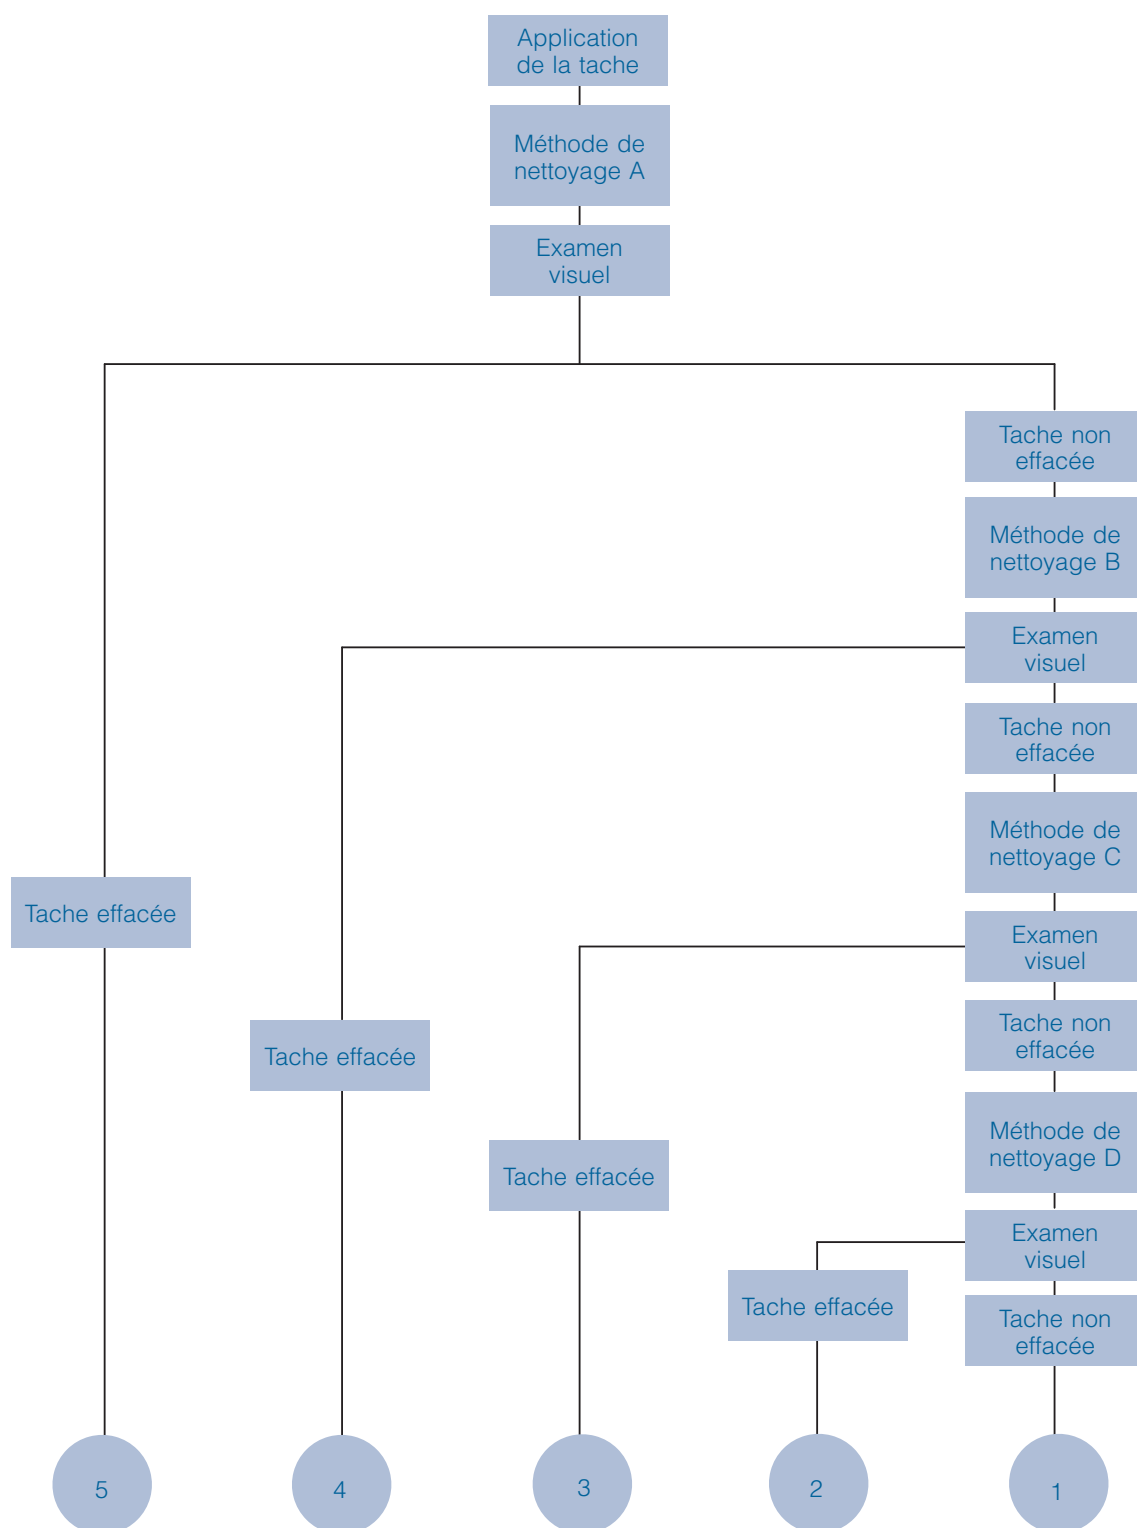 Application
de la tache
Méthode de
nettoyage A
Examen
visuel
Tache non
effacée
Méthode de
nettoyage B
Examen
visuel
Tache non
effacée
Méthode de
nettoyage C
Tache effacée
Examen
visuel
Tache non
effacée
Tache effacée
Méthode de
nettoyage D
Tache effacée
Examen
visuel
Tache effacée
Tache non
effacée
5
4
3
2
1